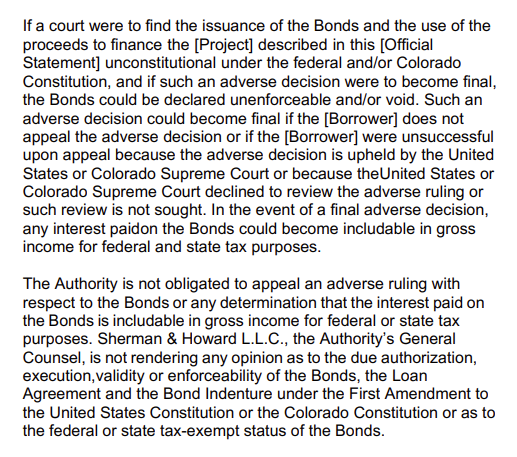 If a court were to find the issuance of the Bonds and the use of the
proceeds to finance the [Project] described in this [Official
Statement] unconstitutional under the federal and/or Colorado
Constitution, and if such an adverse decision were to become final,
the Bonds could be declared unenforceable and/or void. Such an
adverse decision could become final if the [Borrower] does not
appeal the adverse decision or if the [Borrower] were unsuccessful
upon appeal because the adverse decision is upheld by the United
States or Colorado Supreme Court or because theUnited States or
Colorado Supreme Court declined to review the adverse ruling or
such review is not sought. In the event of a final adverse decision,
any interest paidon the Bonds could become includable in gross
income for federal and state tax purposes.

The Authority is not obligated to appeal an adverse ruling with
respect to the Bonds or any determination that the interest paid on
the Bonds is includable in gross income for federal or state tax
purposes. Sherman & Howard L.L.C., the Authority's General
Counsel, is not rendering any opinion as to the due authorization,
execution,validity or enforceability of the Bonds, the Loan
Agreement and the Bond Indenture under the First Amendment to
the United States Constitution or the Colorado Constitution or as to
the federal or state tax-exempt status of the Bonds.